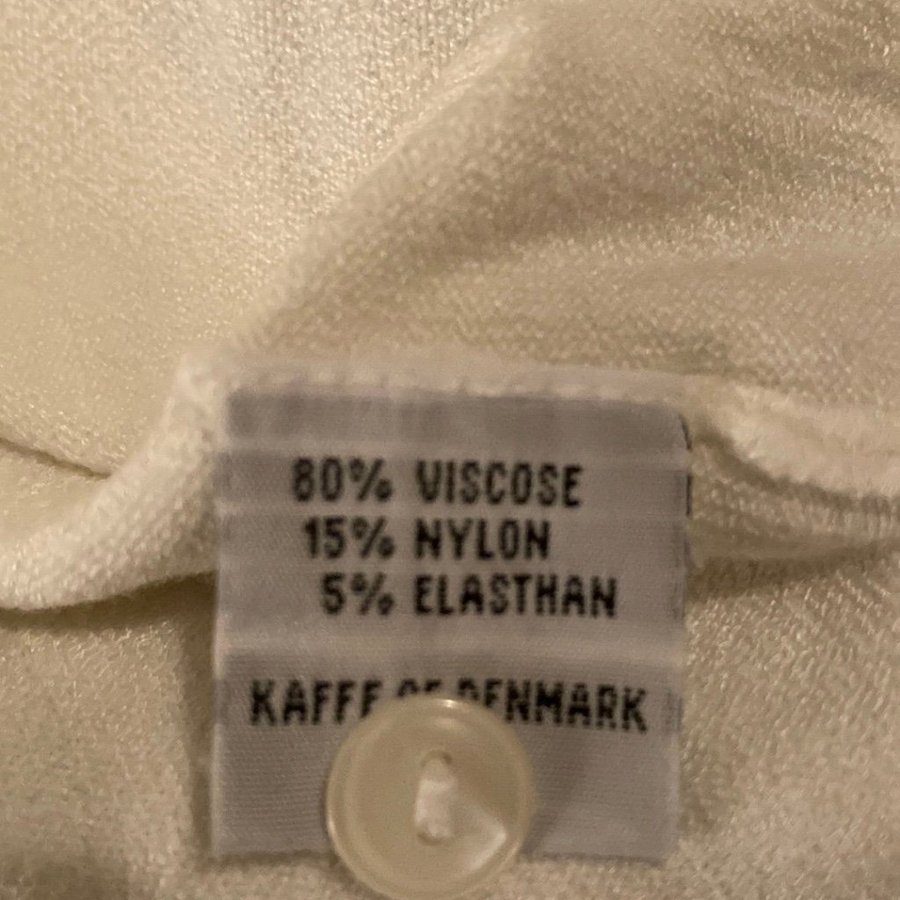 80% VISCOSE
15% NYLON
5% ELASTHAN
KAFFE OF DENMARK